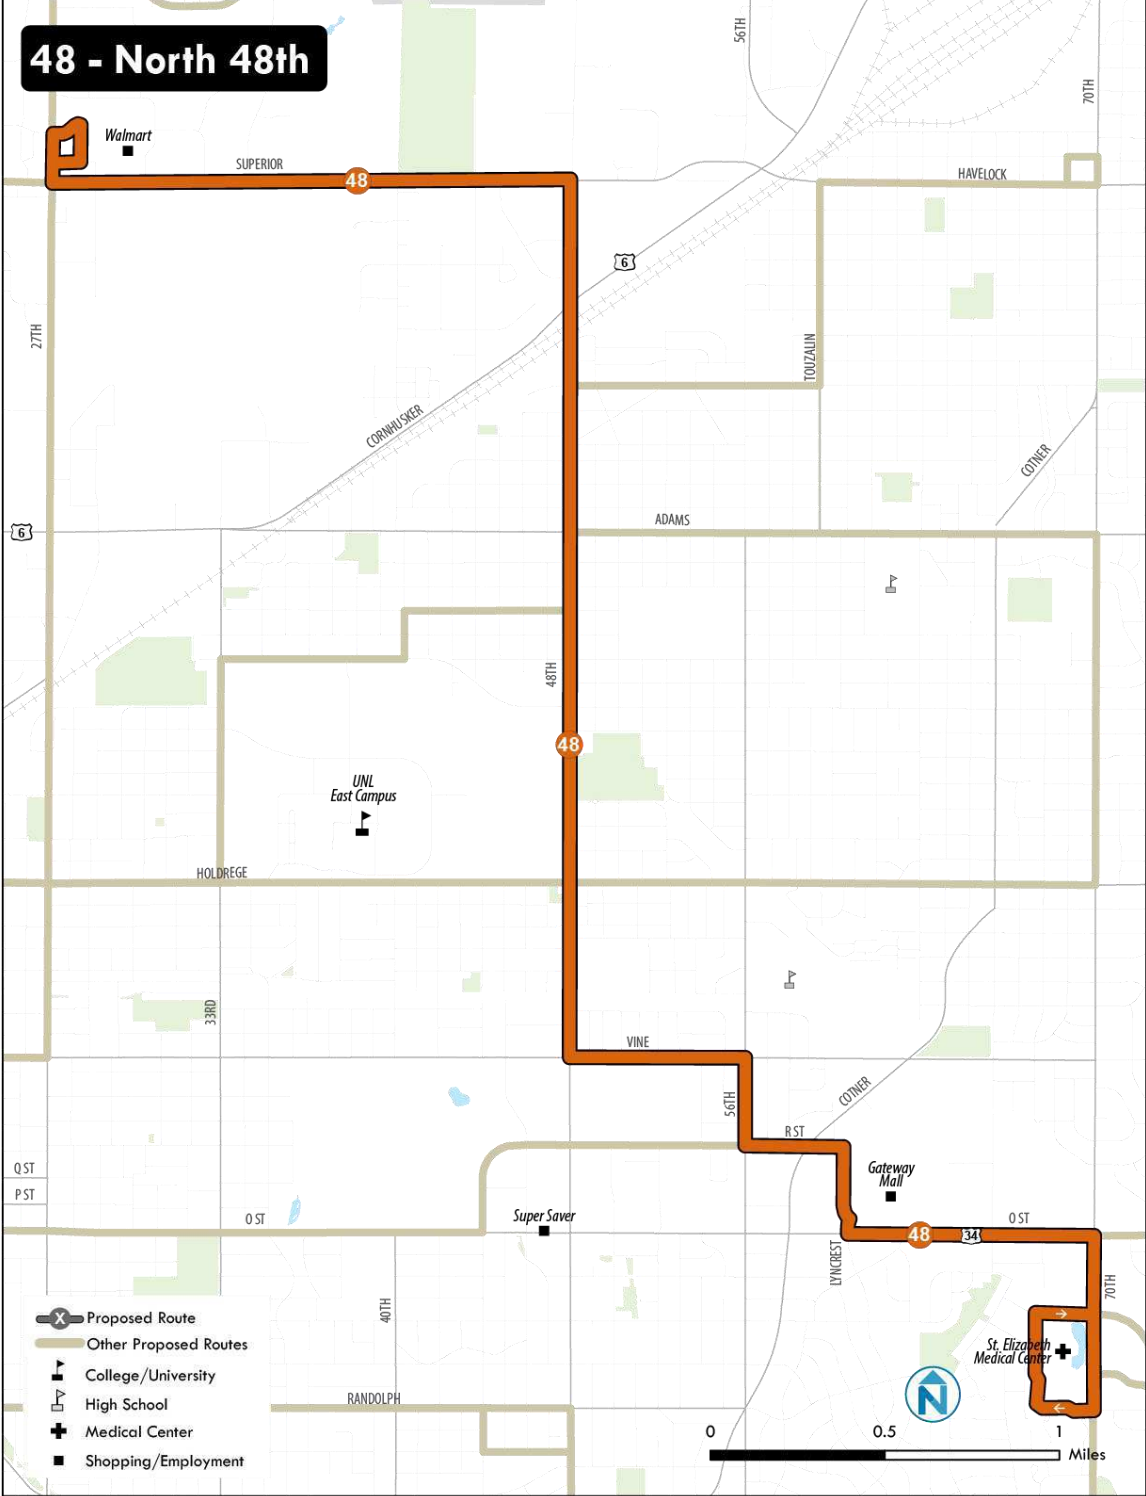 48 - North 48th
56TH
70TH
Walmart
SUPERIOR
48
HAVELOCK
6
27TH
TOUZALIN
CORNHUSKER
COTNER
ADAMS
6
48TH
48
UNL
East Campus
HOLDREGE
33RD
VINE
56TH
COTNER
R ST
Q ST
P ST
Gateway
Mall
O ST
Super Saver
O ST
48
34
LYNCREST
70TH
40TH
St. Elizabeth
Medical Center
RANDOLPH
N
X Proposed Route
Other Proposed Routes
College/University
High School
Medical Center
Shopping/Employment
0 0.5 1
Miles